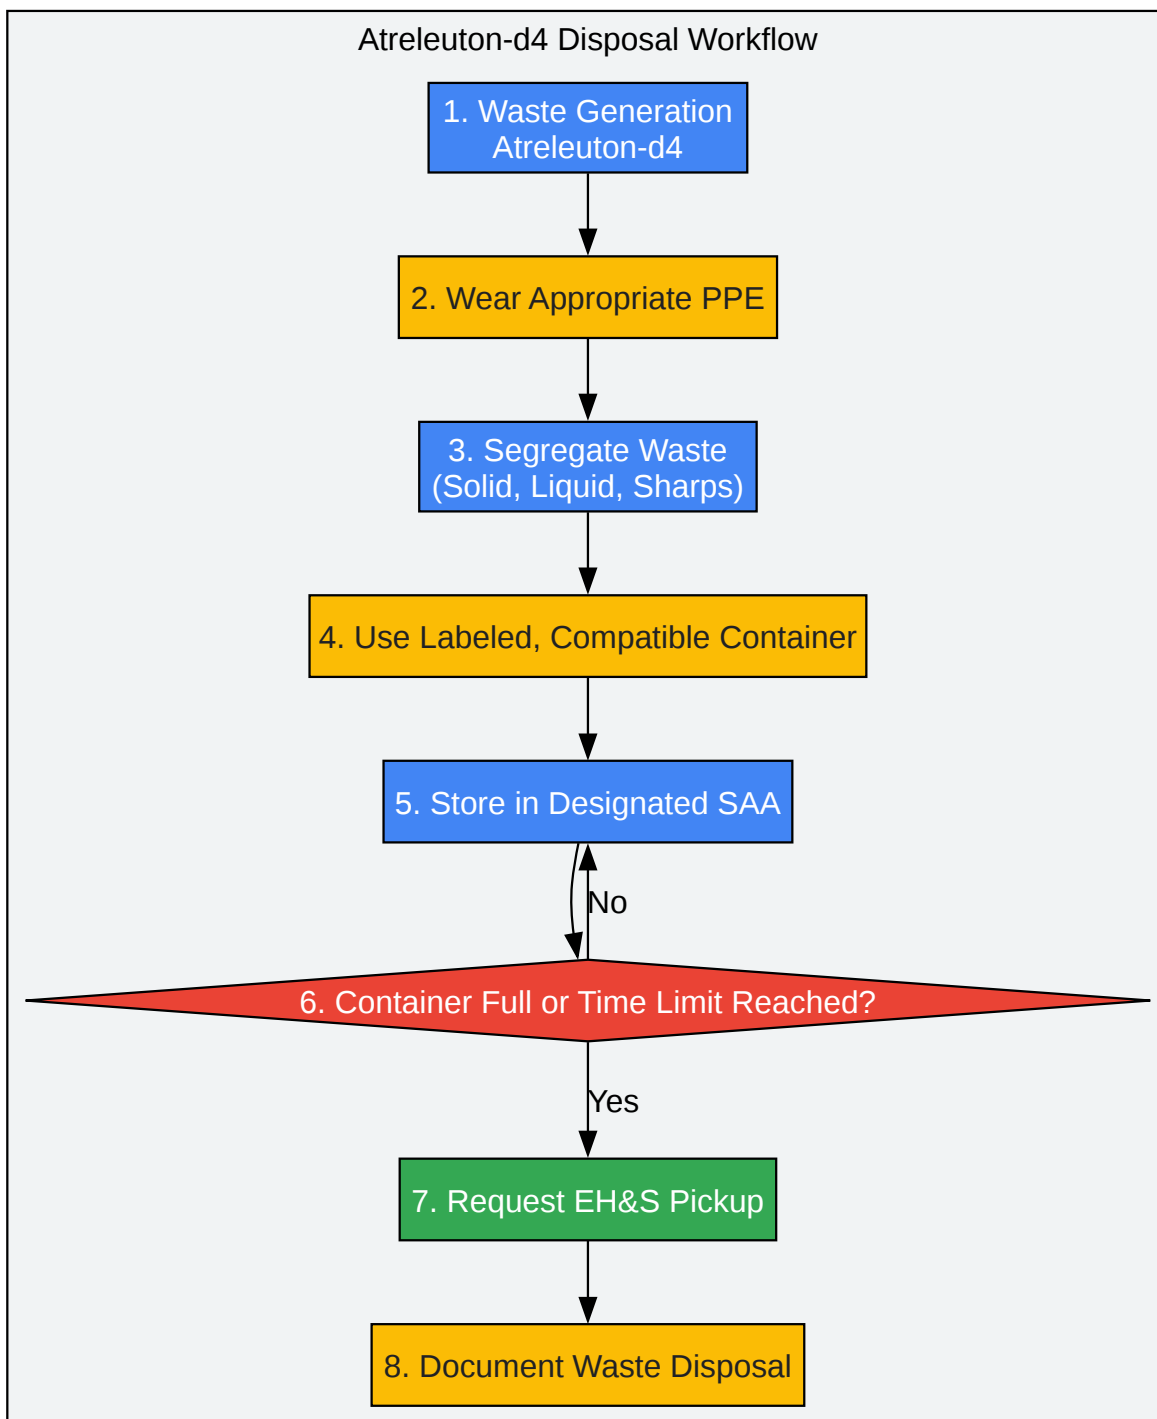 Atreleuton-d4 Disposal Workflow
1. Waste Generation
Atreleuton-d4
2. Wear Appropriate PPE
3. Segregate Waste
(Solid, Liquid, Sharps)
4. Use Labeled, Compatible Container
5. Store in Designated SAA
No
6. Container Full or Time Limit Reached?
Yes
7. Request EH&S Pickup
8. Document Waste Disposal